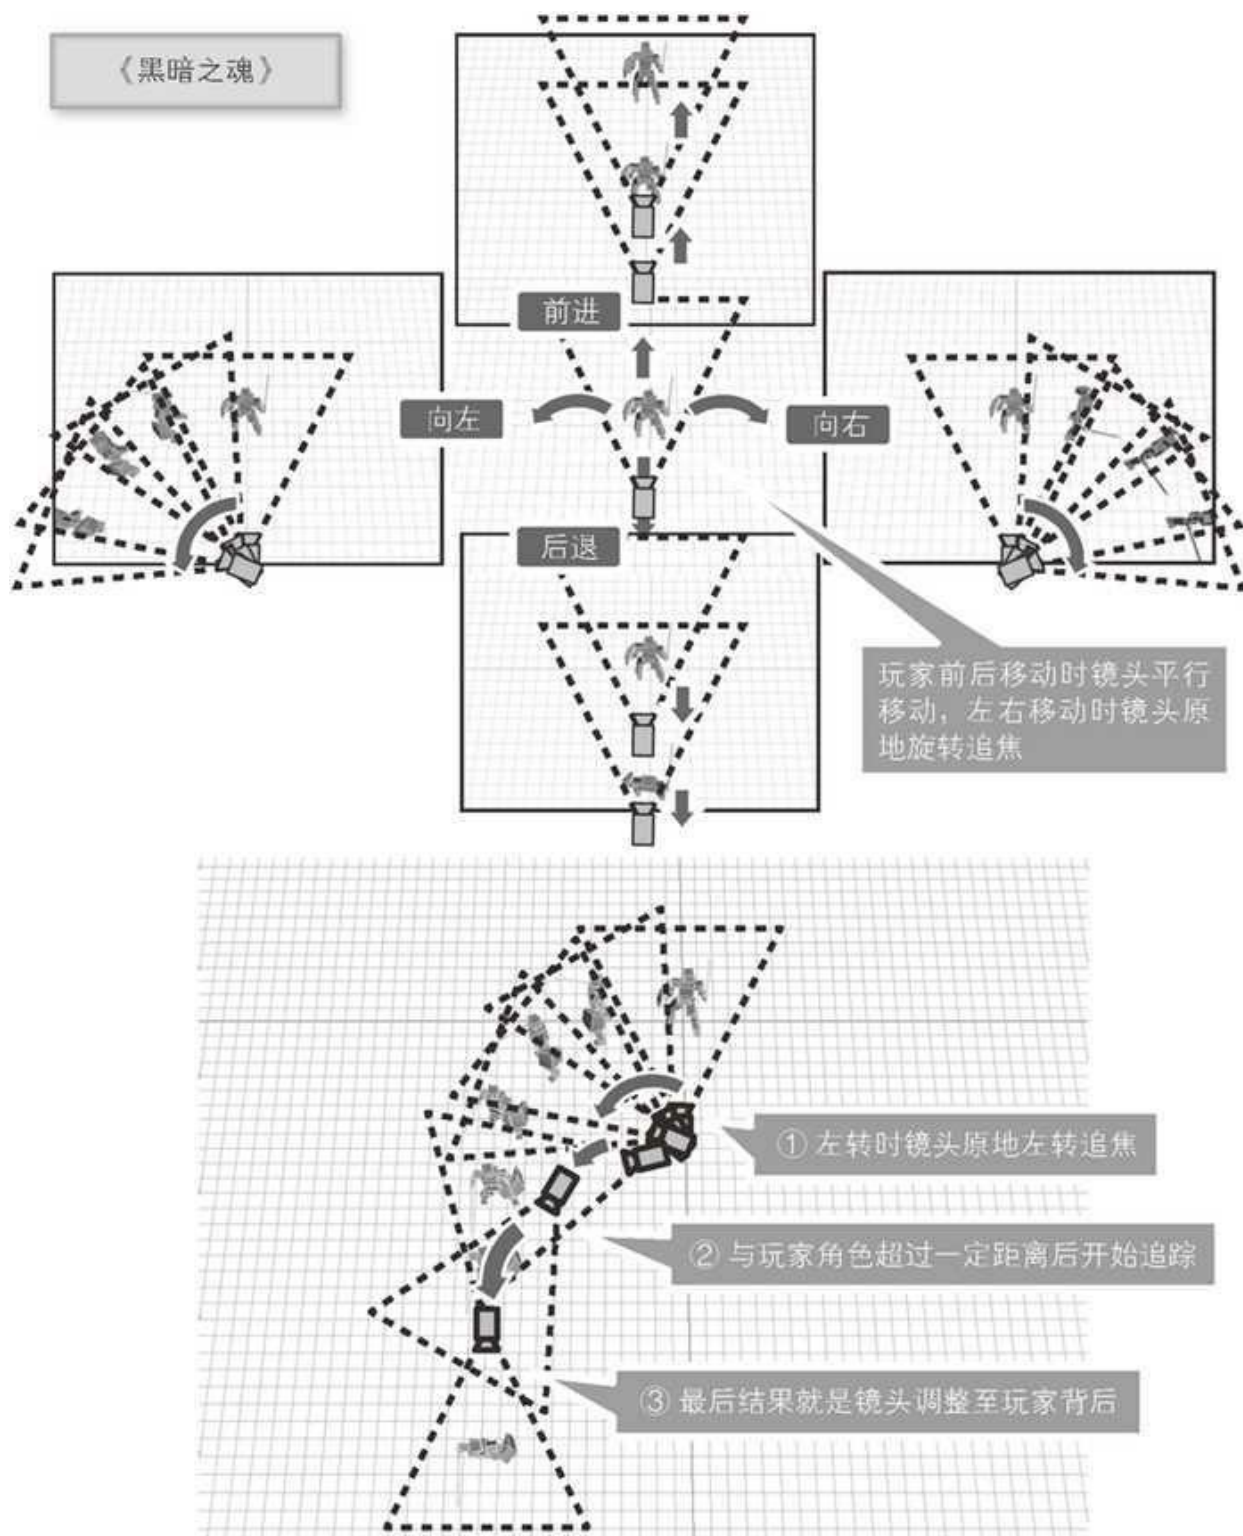 《黑暗之魂》
前进
向左
向右
后退
玩家前后移动时镜头平行
移动，左右移动时镜头原
地旋转追焦
① 左转时镜头原地左转追焦
② 与玩家角色超过一定距离后开始追踪
③ 最后结果就是镜头调整至玩家背后